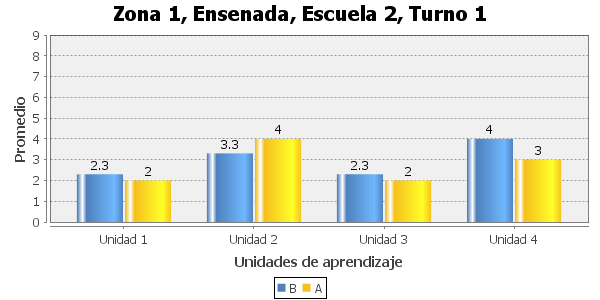 Zona 1, Ensenada, Escuela 2, Turno 1
Promedio
9
8
7
6
5
4
3
2
1
0
2.3
2
3.3
4
2.3
2
4
3
Unidad 1
Unidad 2
Unidad 3
Unidad 4
Unidades de aprendizaje
B
A